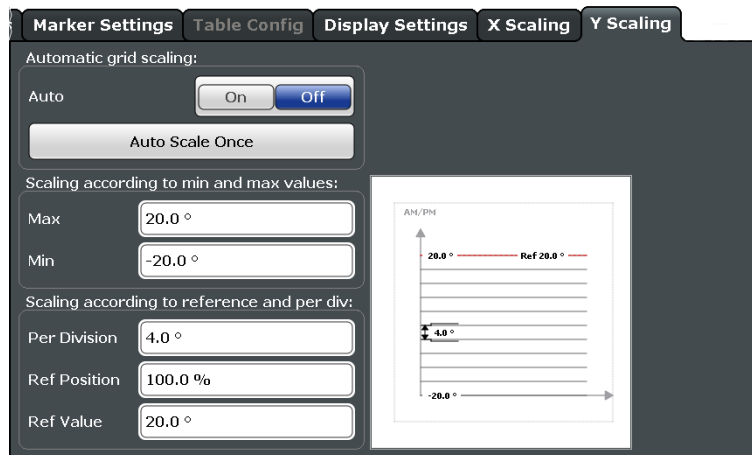 Marker Settings Table Config Display Settings X Scaling Y Scaling
Automatic grid scaling:
Auto On Off
Auto Scale Once
Scaling according to min and max values:
Max 20.0 °
Min -20.0 °
Scaling according to reference and per div:
Per Division 4.0 °
Ref Position 100.0 %
Ref Value 20.0 °
AM/PM
20.0 ° Ref 20.0 °
4.0 °
-20.0 °